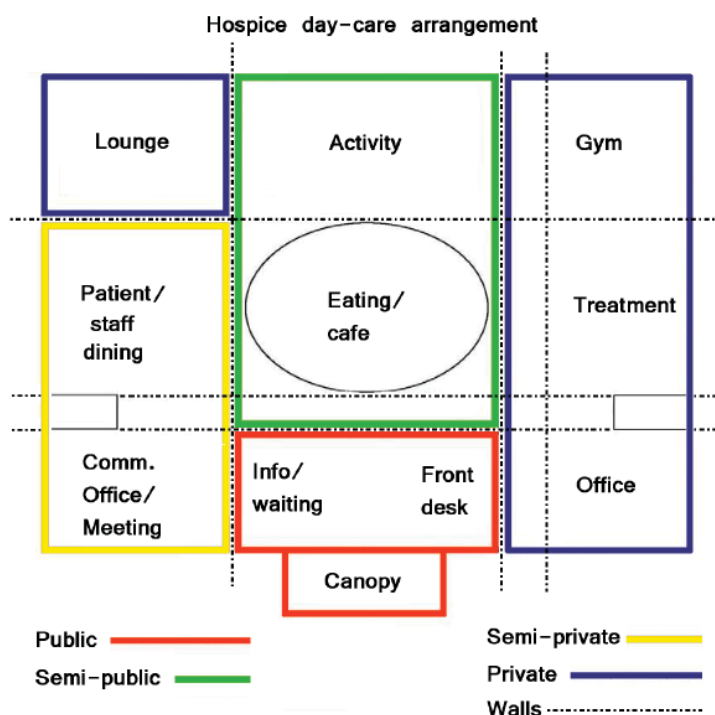 Hospice day-care arrangement
Lounge
Activity
Gym
Patient/
staff
dining
Eating/
cafe
Treatment
Comm.
Office/
Meeting
Info/
waiting
Front
desk
Office
Canopy
Public
Semi-public
Semi-private
Private
Walls